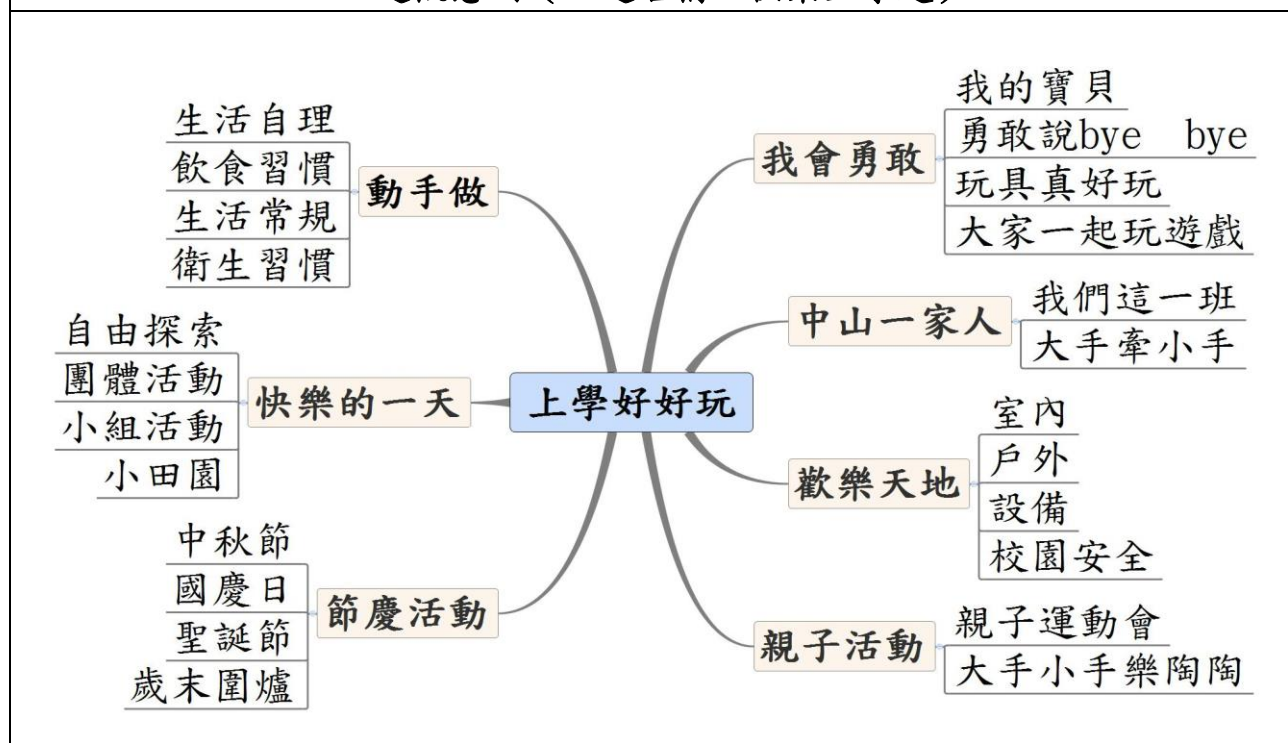 上學好好玩
動手做
生活自理
飲食習慣
生活常規
衛生習慣
快樂的一天
自由探索
團體活動
小組活動
小田園
節慶活動
中秋節
國慶日
聖誕節
歲末圍爐
我會勇敢
我的寶貝
勇敢說bye bye
玩具真好玩
大家一起玩遊戲
中山一家人
我們這一班
大手牽小手
歡樂天地
室內
戶外
設備
校園安全
親子活動
親子運動會
大手小手樂陶陶